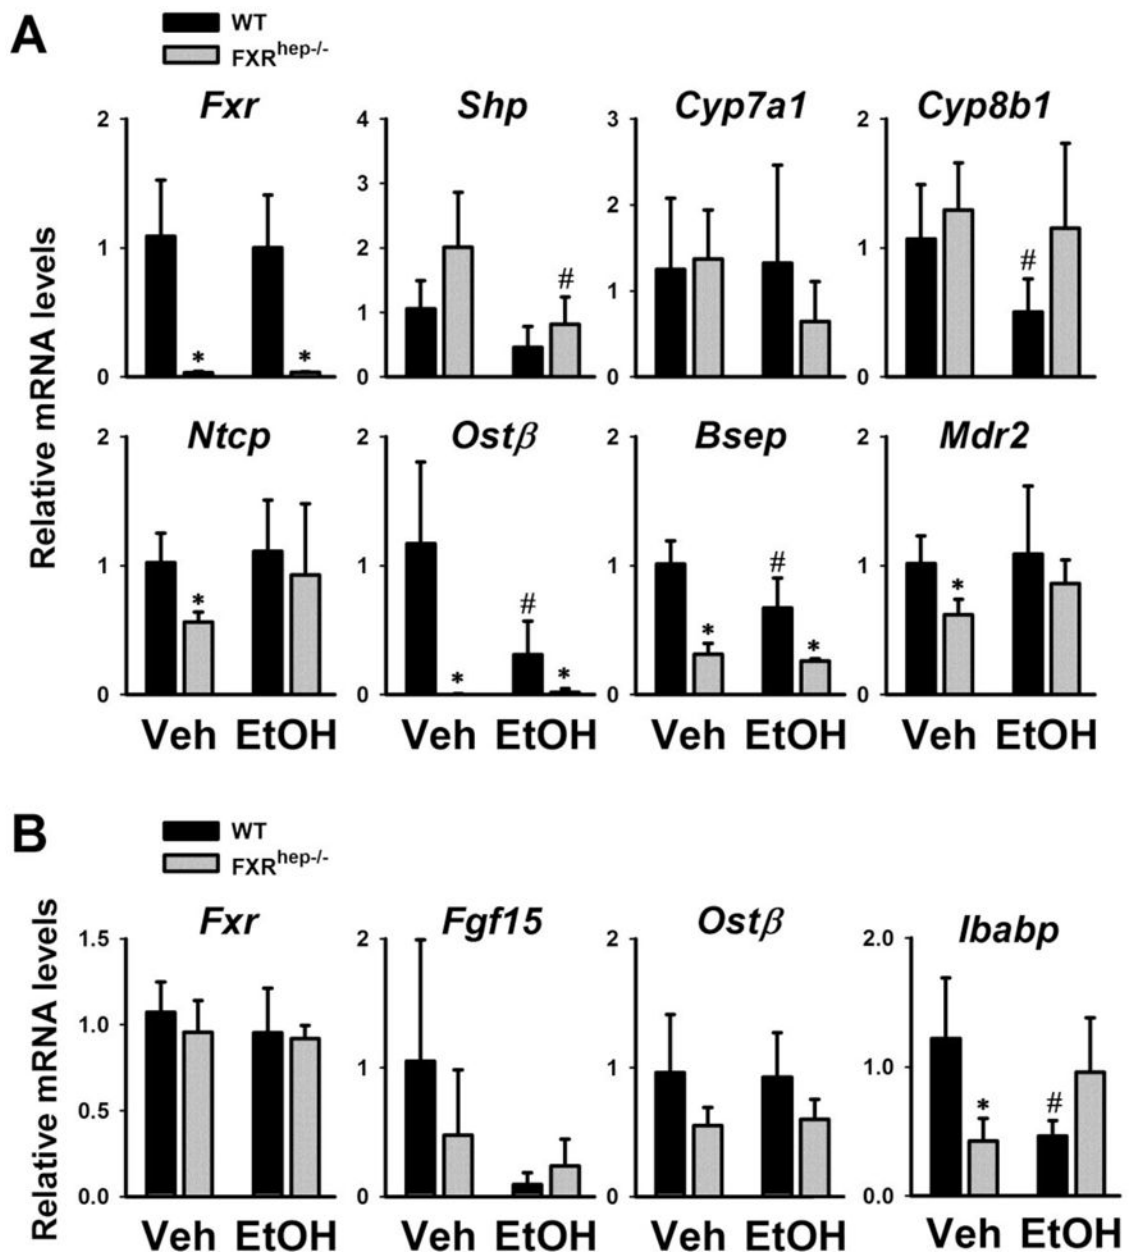 A
WT
FXRhep-/-
Fxr Shp Cyp7a1 Cyp8b1
Relative mRNA levels
2 4 3 2
3
2
1 2 1
1 1
0 0 0 0
* * # #
Ntcp Ostβ Bsep Mdr2
2 2 2 2
1 1 1 1
0 0 0 0
* * # * * # * *
Veh EtOH Veh EtOH Veh EtOH Veh EtOH
B
WT
FXRhep-/-
Fxr Fgf15 Ostβ Ibabp
Relative mRNA levels
1.5 2 2 2.0
1.0 1 1 1.0
0.5
0.0 0 0 0.0
* #
Veh EtOH Veh EtOH Veh EtOH Veh EtOH